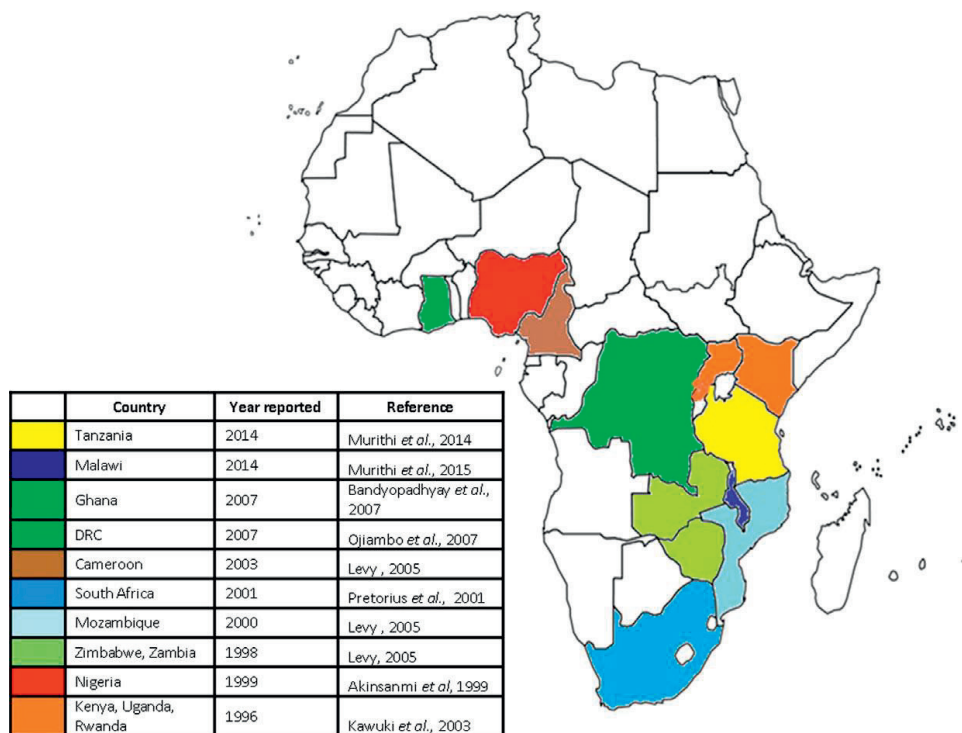 Country Year reported Reference
Tanzania 2014 Murithi et al., 2014
Malawi 2014 Murithi et al., 2015
Ghana 2007 Bandyopadhyay et al.,
2007
DRC 2007 Ojiambo et al., 2007
Cameroon 2003 Levy , 2005
South Africa 2001 Pretorius et al., 2001
Mozambique 2000 Levy , 2005
Zimbabwe, Zambia 1998 Levy, 2005
Nigeria 1999 Akinsanmi et al, 1999
Kenya, Uganda,
Rwanda 1996 Kawuki et al., 2003